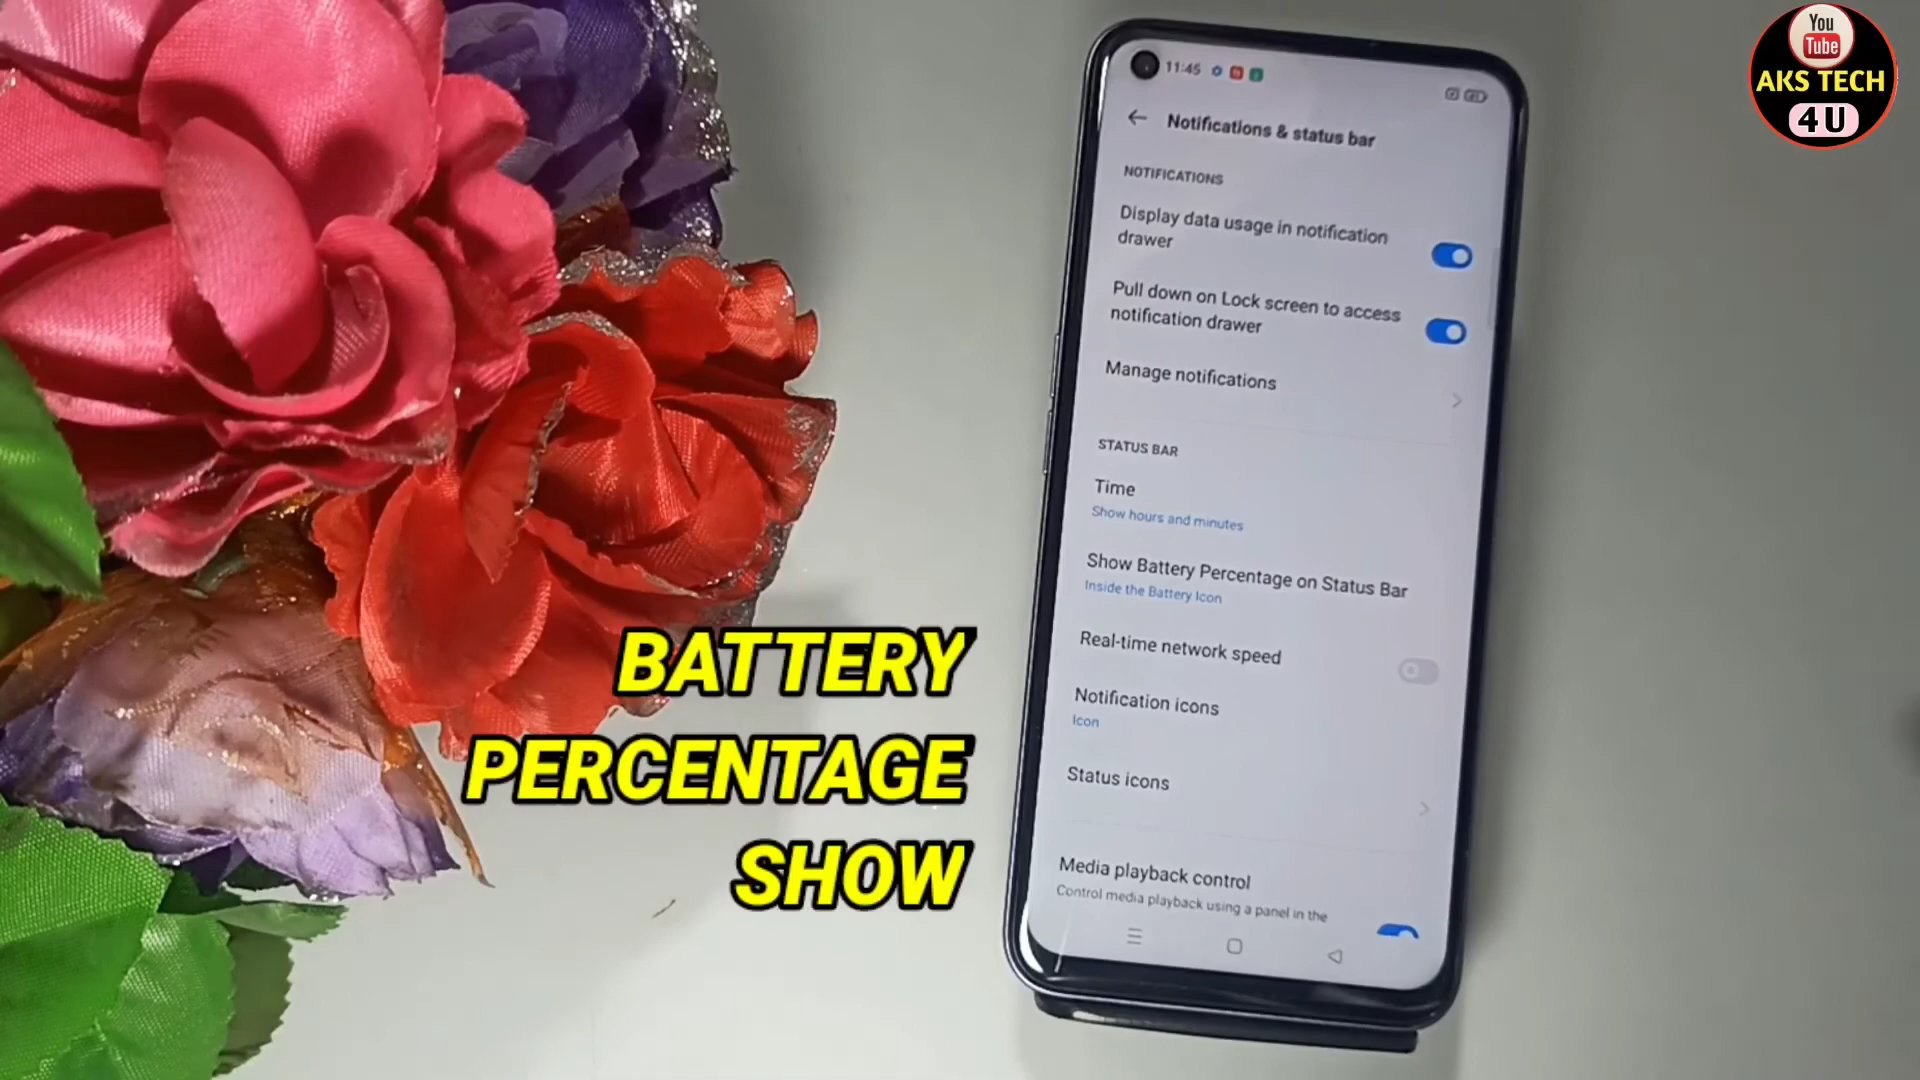 You
Tube
AKS TECH
4U
11:45
Notifications & status bar
NOTIFICATIONS
Display data usage in notification
drawer
Pull down on Lock screen to access
notification drawer
Manage notifications
STATUS BAR
Time
Show hours and minutes
Show Battery Percentage on Status Bar
Inside the Battery Icon
Real-time network speed
Notification icons
Icon
Status icons
Media playback control
Control media playback using a panel in the
BATTERY
PERCENTAGE
SHOW